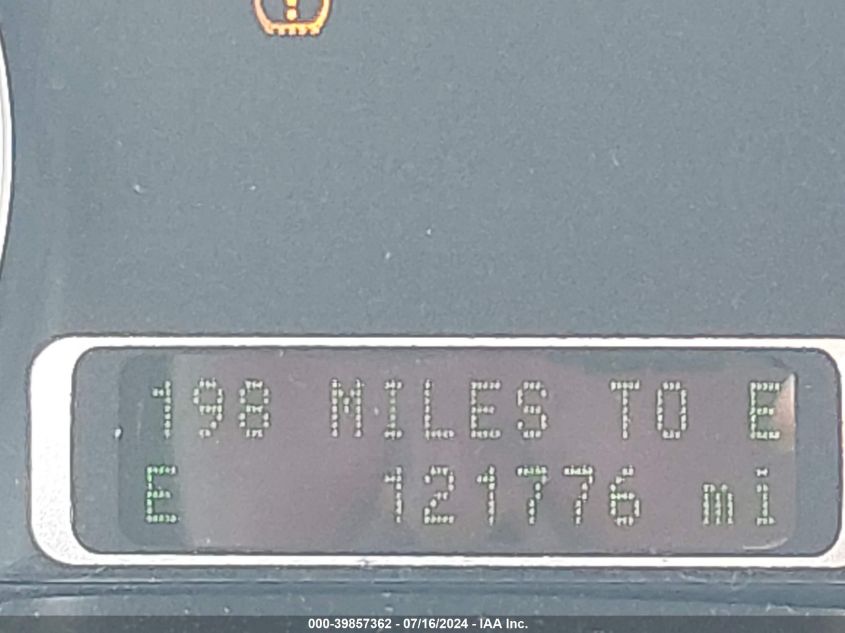 198 MILES TO E
E 121776 mi
000-39857362 - 07/16/2024 - IAA Inc.